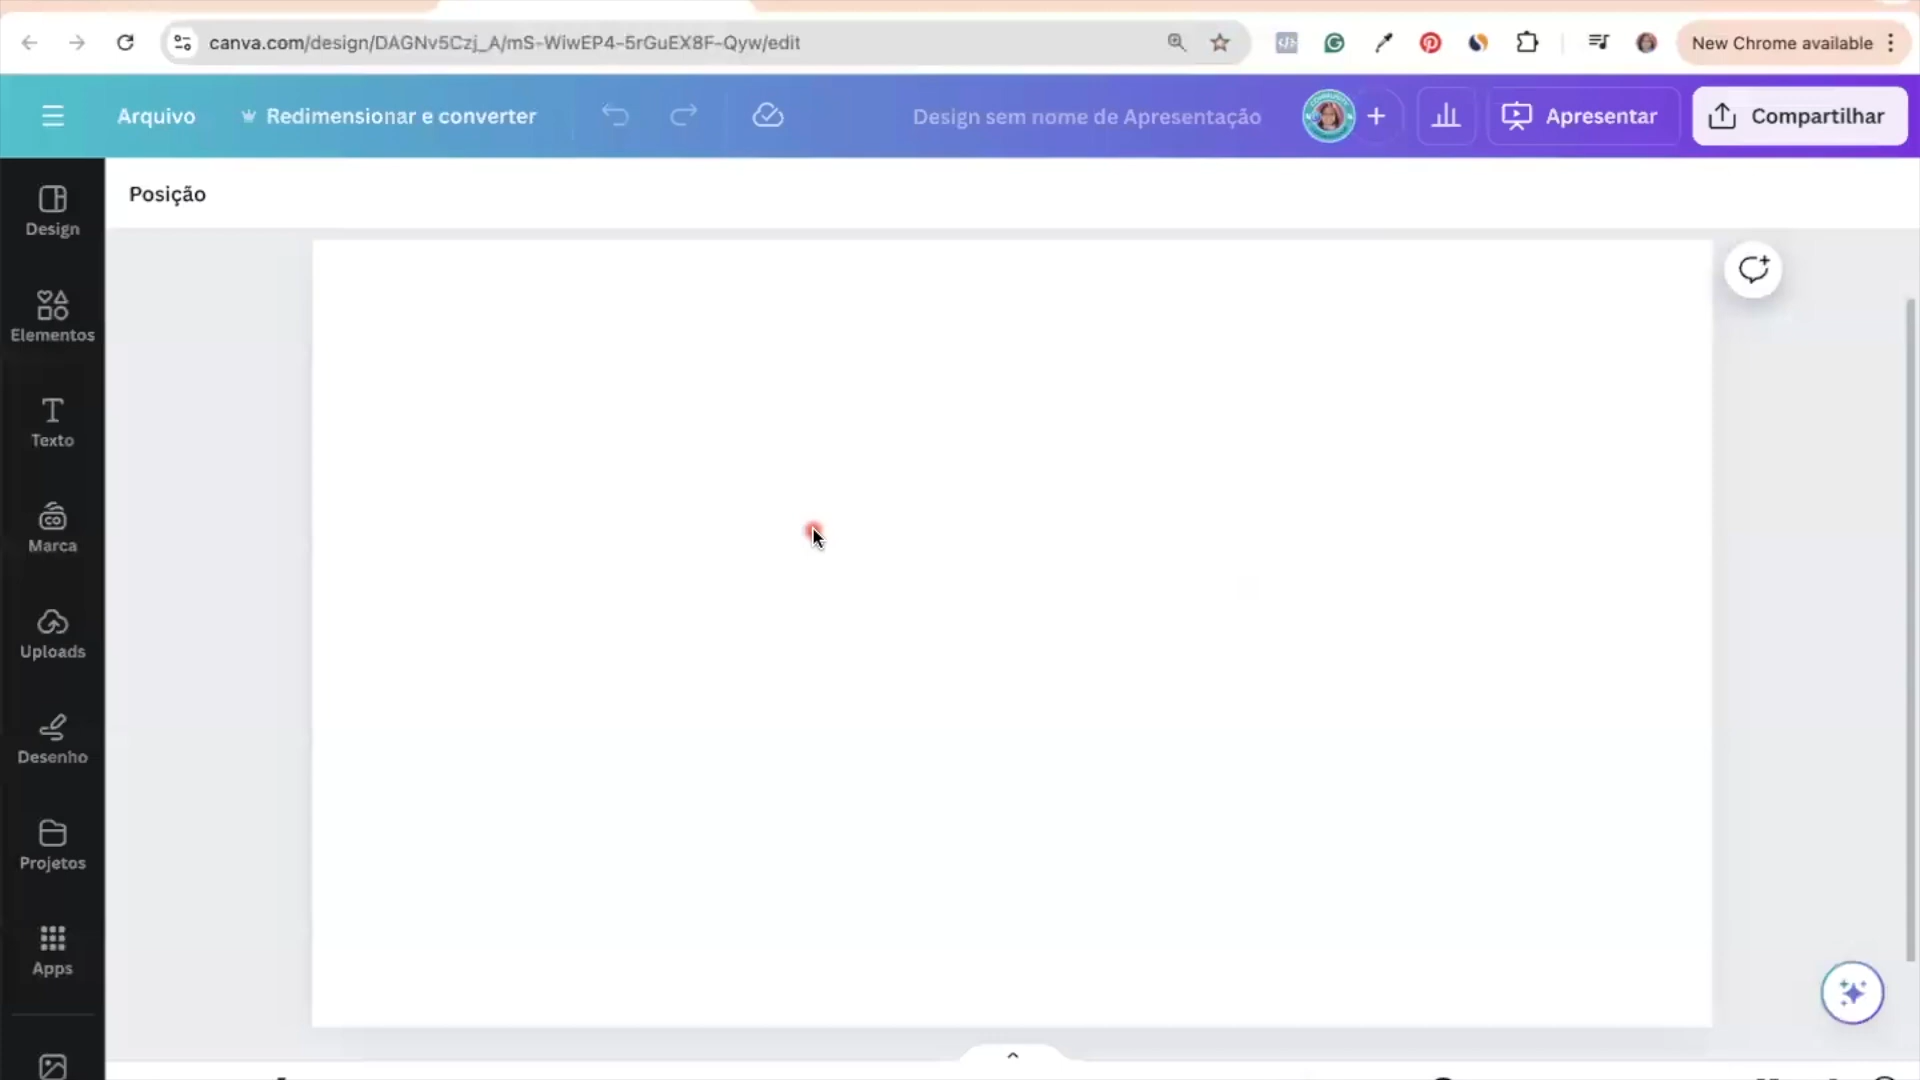 canva.com/design/DAGNv5Czj_A/mS-WiwEP4-5rGuEX8F-Qyw/edit
New Chrome available
Arquivo
Redimensionar e converter
Design sem nome de Apresentação
Apresentar
Compartilhar
Posição
Design
Elementos
Texto
Marca
Uploads
Desenho
Projetos
Apps